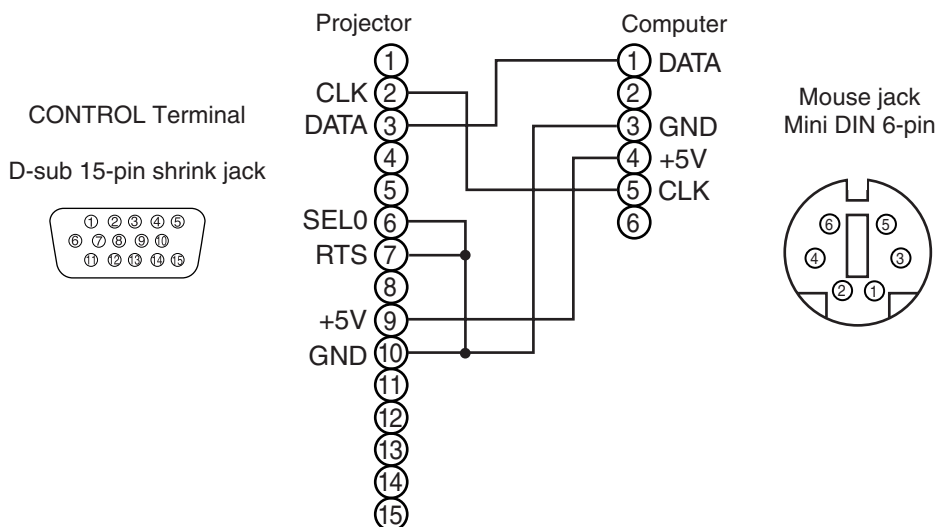 Projector
Computer
CONTROL Terminal
D-sub 15-pin shrink jack
① ② ③ ④ ⑤
⑥ ⑦ ⑧ ⑨ ⑩
⑪ ⑫ ⑬ ⑭ ⑮
①
CLK ②
DATA ③
④
⑤
SEL0 ⑥
RTS ⑦
⑧
+5V ⑨
GND ⑩
⑪
⑫
⑬
⑭
⑮
① DATA
②
③ GND
④ +5V
⑤ CLK
⑥
Mouse jack
Mini DIN 6-pin
⑥ ⑤
④ ③
② ①